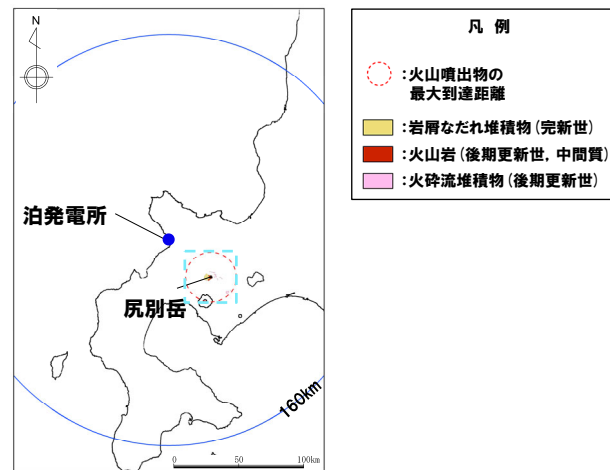 N
泊発電所
尻別岳
160km
0 50 100km
凡 例
:火山噴出物の
最大到達距離
:岩屑なだれ堆積物(完新世)
:火山岩(後期更新世, 中間質)
:火砕流堆積物(後期更新世)